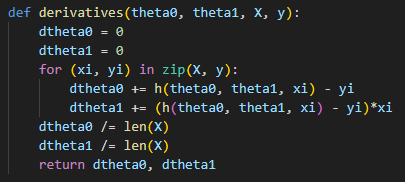 def derivatives(theta0, theta1, X, y):
    dtheta0 = 0
    dtheta1 = 0
    for (xi, yi) in zip(X, y):
        dtheta0 += h(theta0, theta1, xi) - yi
        dtheta1 += (h(theta0, theta1, xi) - yi)*xi
    dtheta0 /= len(X)
    dtheta1 /= len(X)
    return dtheta0, dtheta1